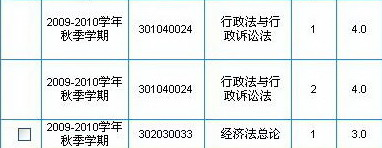 2009-2010学年
秋季学期
301040024
行政法与行
政诉讼法
1
4.0
2009-2010学年
秋季学期
301040024
行政法与行
政诉讼法
2
4.0
2009-2010学年
秋季学期
302030033
经济法总论
1
3.0